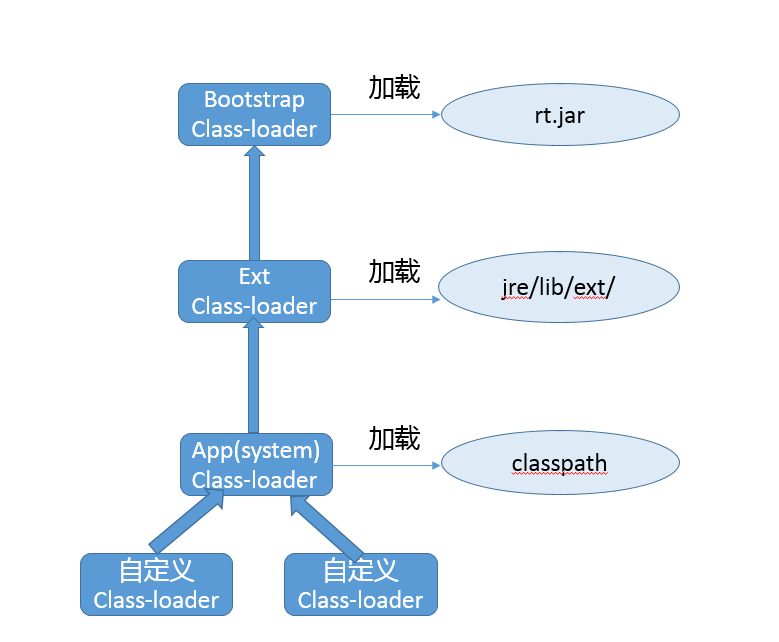 加载
Bootstrap
Class-loader
rt.jar
加载
Ext
Class-loader
jre/lib/ext/
加载
App(system)
Class-loader
classpath
自定义
Class-loader
自定义
Class-loader